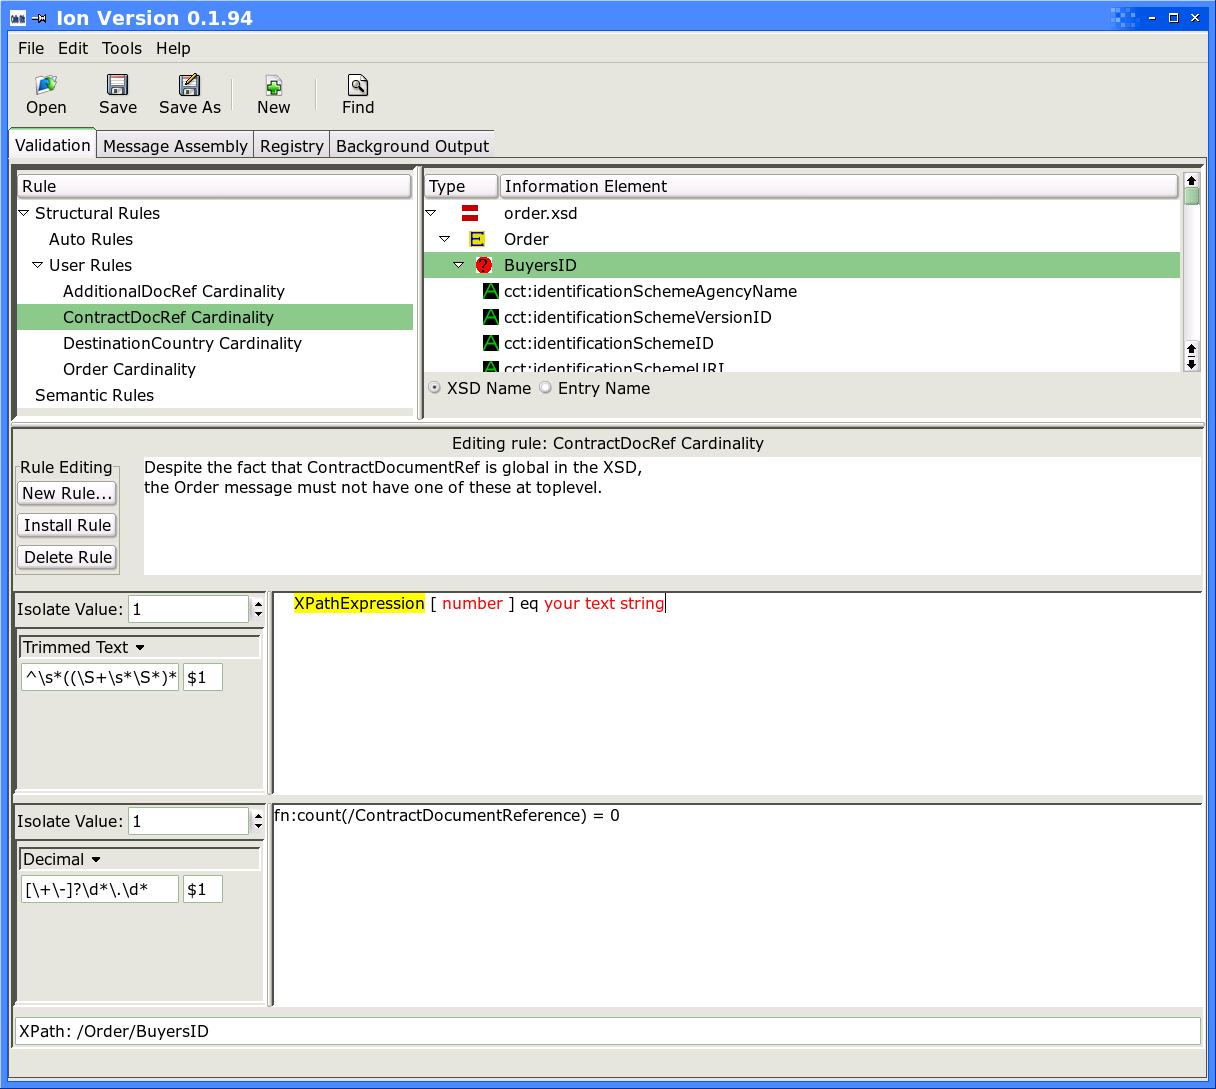 Ion Version 0.1.94
File Edit Tools Help
Open Save Save As New Find
Validation Message Assembly Registry Background Output
Rule
Structural Rules
Auto Rules
User Rules
AdditionalDocRef Cardinality
ContractDocRef Cardinality
DestinationCountry Cardinality
Order Cardinality
Semantic Rules
Type Information Element
order.xsd
E Order
? BuyersID
A cct:identificationSchemeAgencyName
A cct:identificationSchemeVersionID
A cct:identificationSchemeID
A cct:identificationSchemeURI
XSD Name Entry Name
Editing rule: ContractDocRef Cardinality
Rule Editing
New Rule...
Install Rule
Delete Rule
Despite the fact that ContractDocumentRef is global in the XSD,
the Order message must not have one of these at toplevel.
Isolate Value: 1
Trimmed Text
^\s*((\S+\s*\S*)* $1
XPathExpression [ number ] eq your text string
Isolate Value: 1
Decimal
[\+\-]?\d*\.\d* $1
fn:count(/ContractDocumentReference) = 0
XPath: /Order/BuyersID